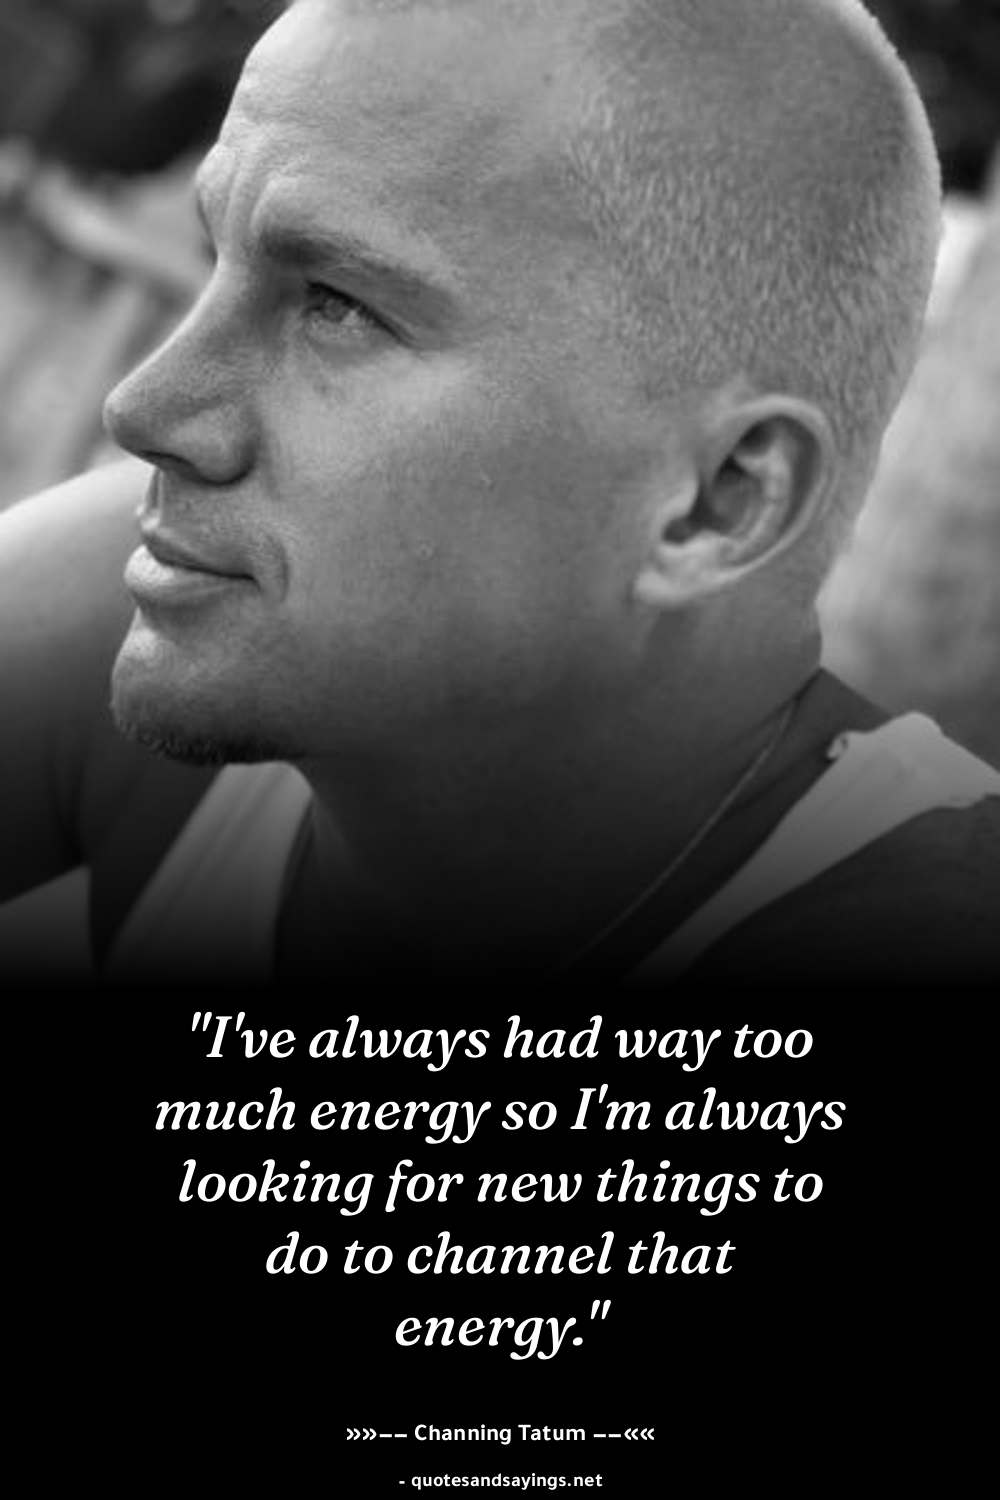 "I've always had way too
much energy so I'm always
looking for new things to
do to channel that
energy."
»»−− Channing Tatum −−««
- quotesandsayings.net